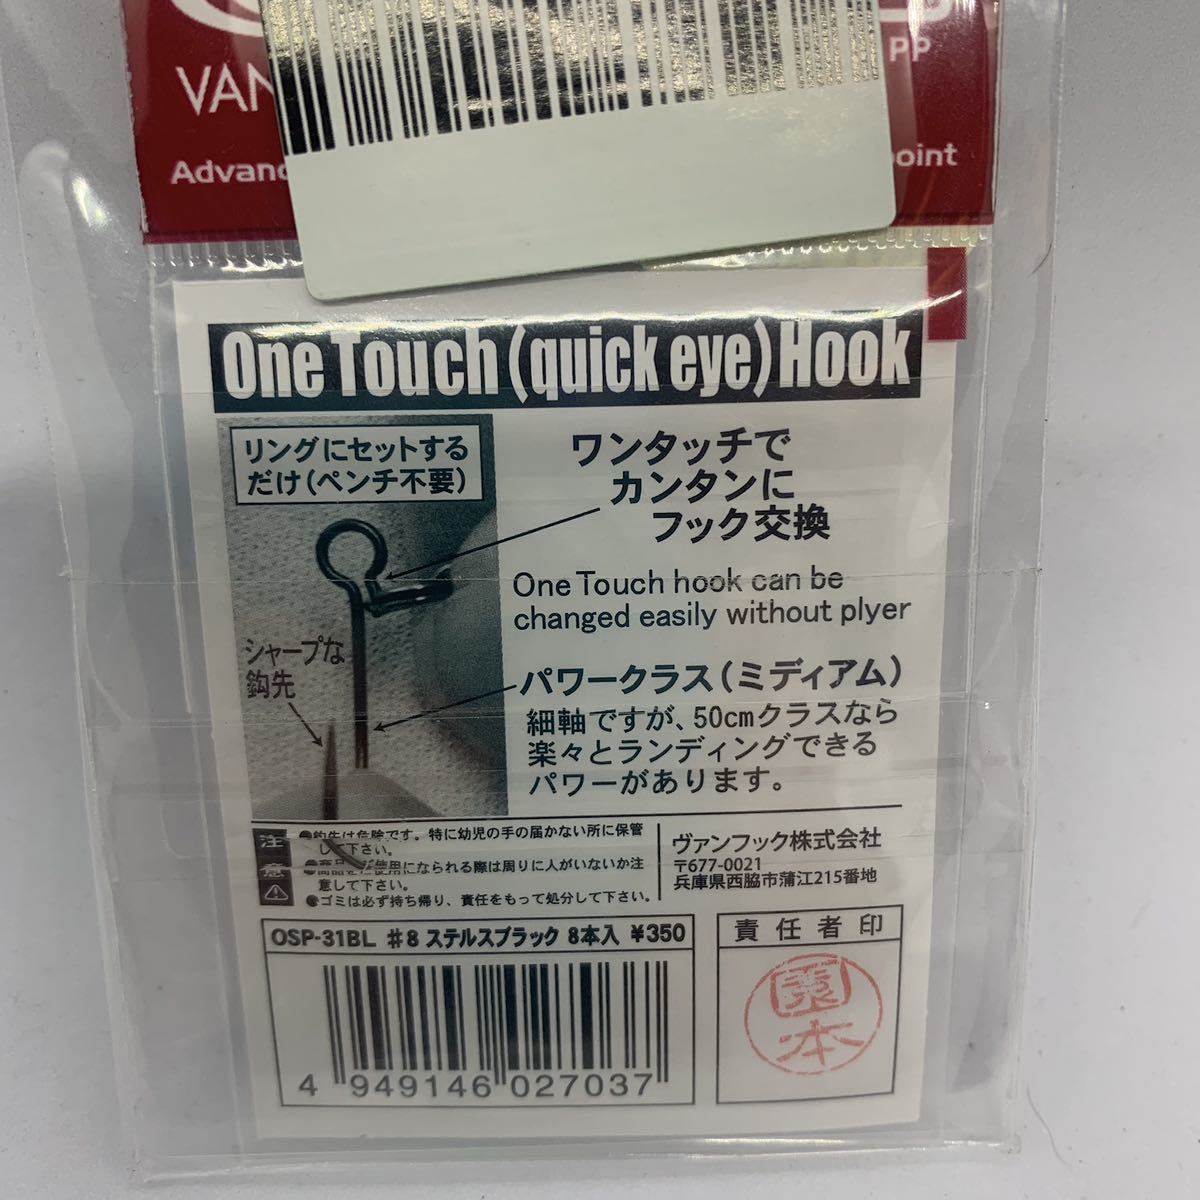 VAN
PP
Advanc
point
One Touch (quick eye) Hook
リングにセットする
だけ(ペンチ不要)
ワンタッチで
カンタンに
フック交換
One Touch hook can be
changed easily without plyer
シャープな
鈎先
パワークラス(ミディアム)
細軸ですが、50cmクラスなら
楽々とランディングできる
パワーがあります。
注意
●鈎先は危険です。特に幼児の手の届かない所に保管
して下さい。
●商品をご使用になられる際は周りに人がいないか注
意して下さい。
●ゴミは必ず持ち帰り、責任をもって処分して下さい。
ヴァンフック株式会社
〒677-0021
兵庫県西脇市蒲江215番地
OSP-31BL #8 ステルスブラック 8本入 ¥350
4 949146 027037
責任者印
園本